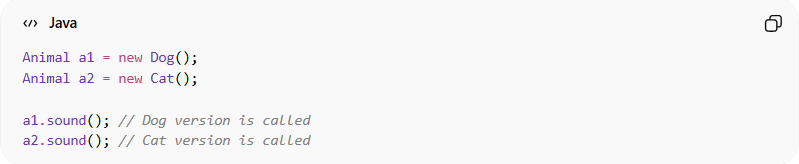 Java
Animal a1 = new Dog();
Animal a2 = new Cat();
a1.sound(); // Dog version is called
a2.sound(); // Cat version is called